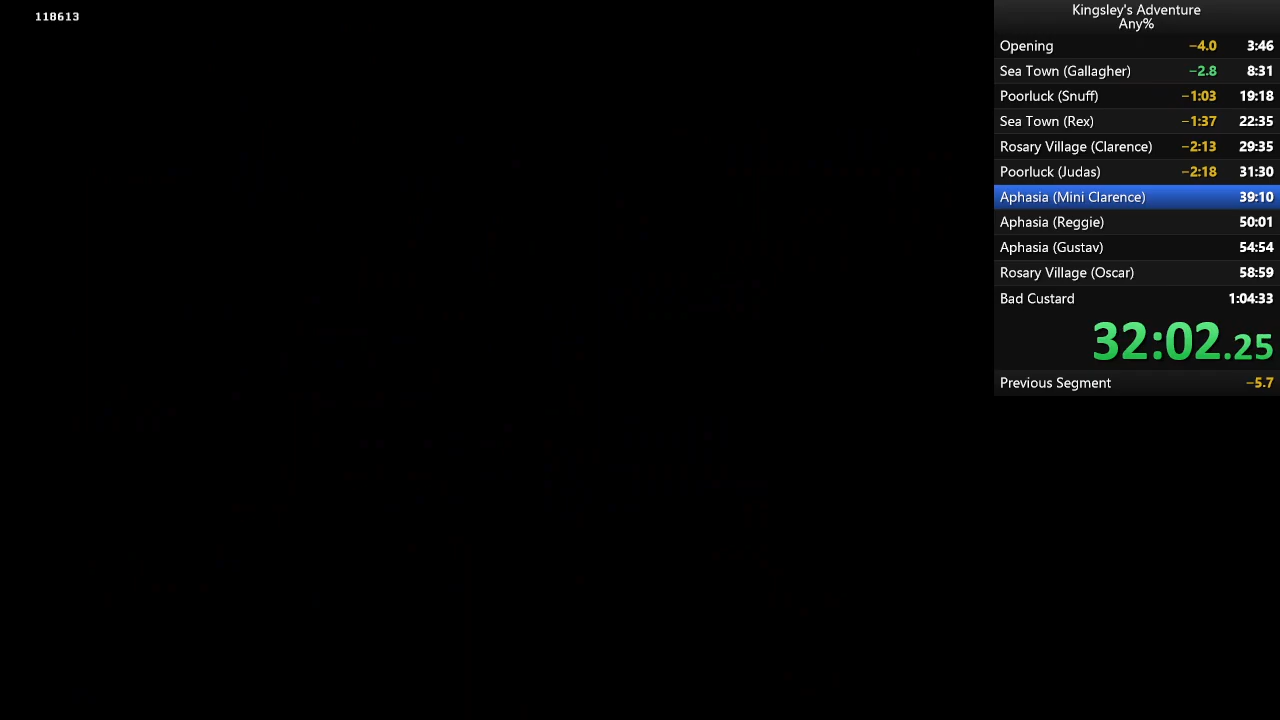 118613
Kingsley's Adventure
Any%
Opening −4.0 3:46
Sea Town (Gallagher) −2.8 8:31
Poorluck (Snuff) −1:03 19:18
Sea Town (Rex) −1:37 22:35
Rosary Village (Clarence) −2:13 29:35
Poorluck (Judas) −2:18 31:30
Aphasia (Mini Clarence) 39:10
Aphasia (Reggie) 50:01
Aphasia (Gustav) 54:54
Rosary Village (Oscar) 58:59
Bad Custard 1:04:33
32:02.25
Previous Segment −5.7